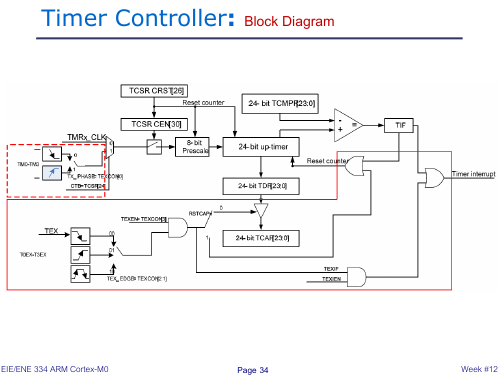 Timer Controller: Block Diagram
TCSR CRST[26]
Reset counter
24- bit TCMPR[23:0]
TCSR CEN[30]
TMRx_CLK
0
1
8- bit
Prescale
24-bit up-timer
-
+
=
TIF
TM0-TM3
0
1
TX_PHASE= TEXCON[0]
CTB=TCSR[24]
Reset counter
Timer interrupt
24- bit TDR[23:0]
TEXEN= TEXCON[3]
RSTCAPn
0
1
TEX
00
01
10
24- bit TCAP[23:0]
T0EX-T3EX
TEX_EDGE= TEXCON[2:1]
TEXIF
TEXIEN
EIE/ENE 334 ARM Cortex-M0
Page 34
Week #12